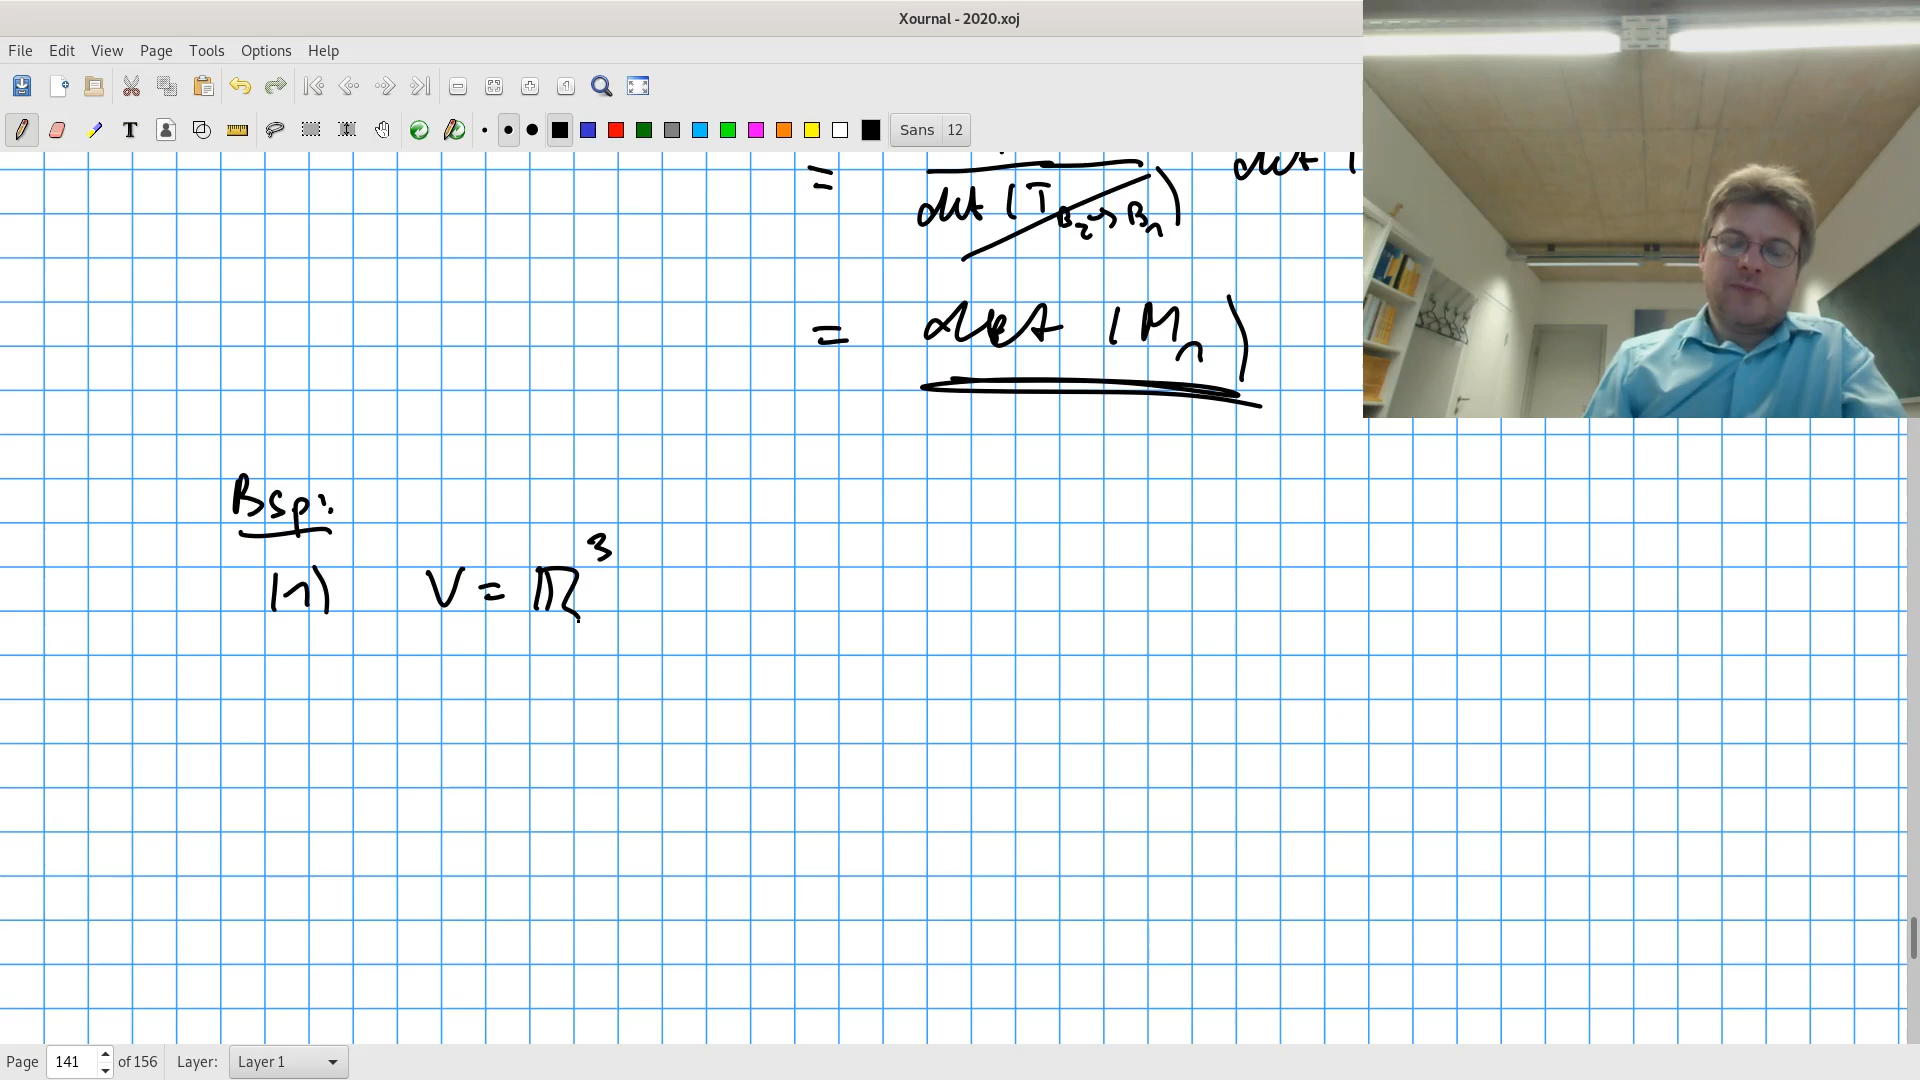 Xournal - 2020.xoj
File Edit View Page Tools Options Help
T Sans 12
= det (T B₂→B₁) det (
= det (M₁)
Bsp:
(1) V = ℝ³
Page 141 of 156 Layer: Layer 1